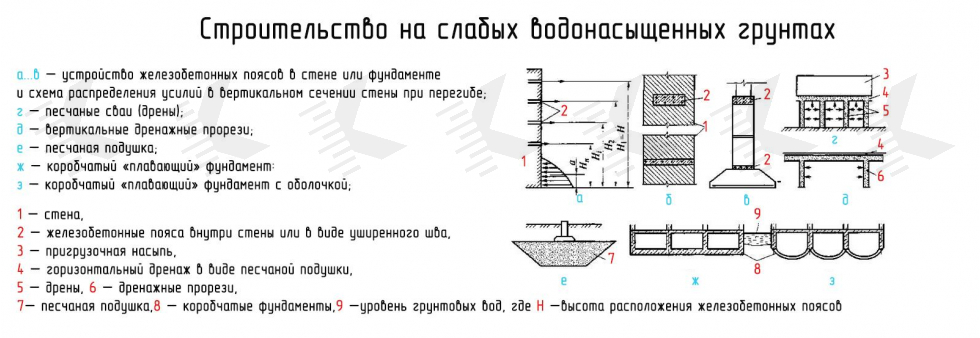 Строительство на слабых водонасыщенных грунтах
а...в – устройство железобетонных поясов в стене или фундаменте
и схема распределения усилий в вертикальном сечении стены при перегибе;
г – песчаные сваи (дрены);
д – вертикальные дренажные прорези;
е – песчаная подушка;
ж – коробчатый «плавающий» фундамент:
з – коробчатый «плавающий» фундамент с оболочкой;
1 – стена,
2 – железобетонные пояса внутри стены или в виде уширенного шва,
3 – пригрузочная насыпь,
4 – горизонтальный дренаж в виде песчаной подушки,
5 – дрены, 6 – дренажные прорези,
7– песчаная подушка,8 – коробчатые фундаменты,9 –уровень грунтовых вод, где H –высота расположения железобетонных поясов
2
1
a
Hn
Hi
H2
H1=H
а
2
1
б
2
2
в
3
4
5
г
4
6
д
7
е
9
8
ж
з